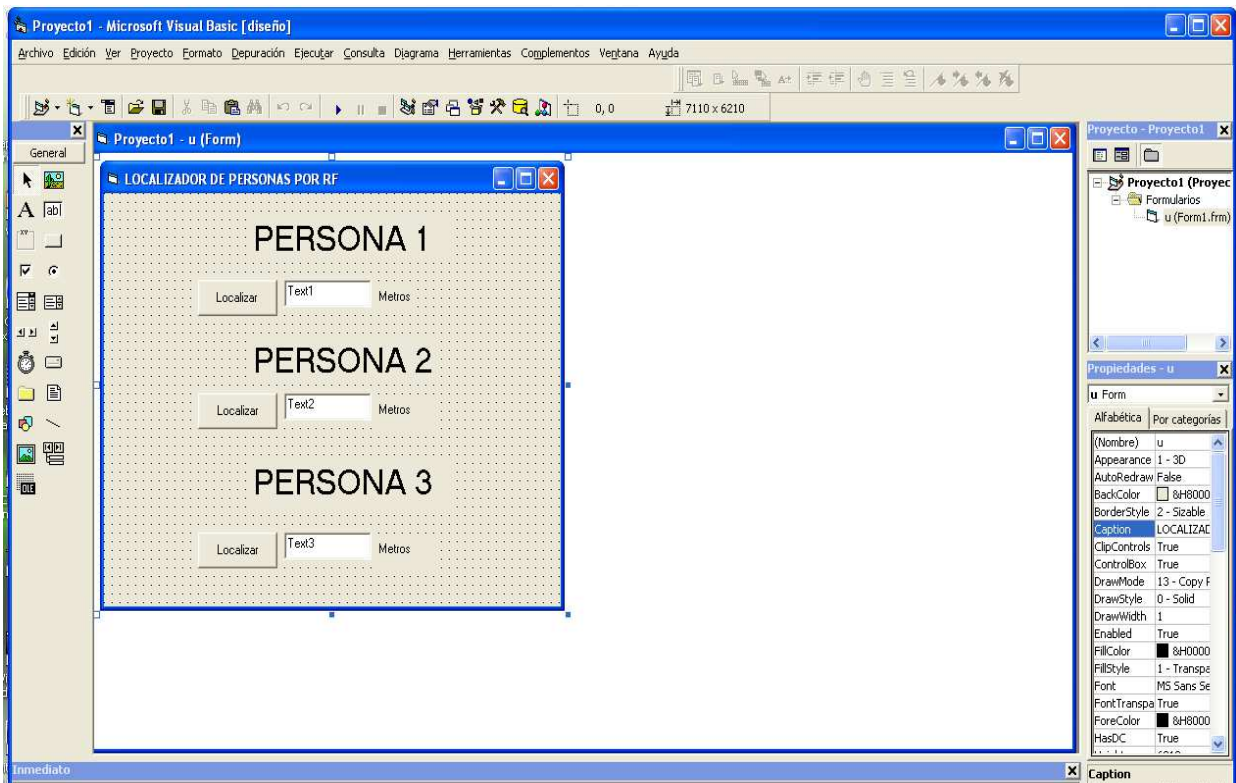 Proyecto1 - Microsoft Visual Basic [diseño]
Archivo Edición Ver Proyecto Formato Depuración Ejecutar Consulta Diagrama Herramientas Complementos Ventana Ayuda
0, 0 7110 x 6210
General
A ab|
OLE
Proyecto1 - u (Form)
LOCALIZADOR DE PERSONAS POR RF
PERSONA 1
Localizar Text1 Metros
PERSONA 2
Localizar Text2 Metros
PERSONA 3
Localizar Text3 Metros
Proyecto - Proyecto1
Proyecto1 (Proyec
Formularios
u (Form1.frm)
Propiedades - u
u Form
Alfabética Por categorías
(Nombre) u
Appearance 1 - 3D
AutoRedraw False
BackColor &H8000
BorderStyle 2 - Sizable
Caption LOCALIZAD
ClipControls True
ControlBox True
DrawMode 13 - Copy P
DrawStyle 0 - Solid
DrawWidth 1
Enabled True
FillColor &H0000
FillStyle 1 - Transpa
Font MS Sans Se
FontTranspa True
ForeColor &H8000
HasDC True
Caption
Inmediato